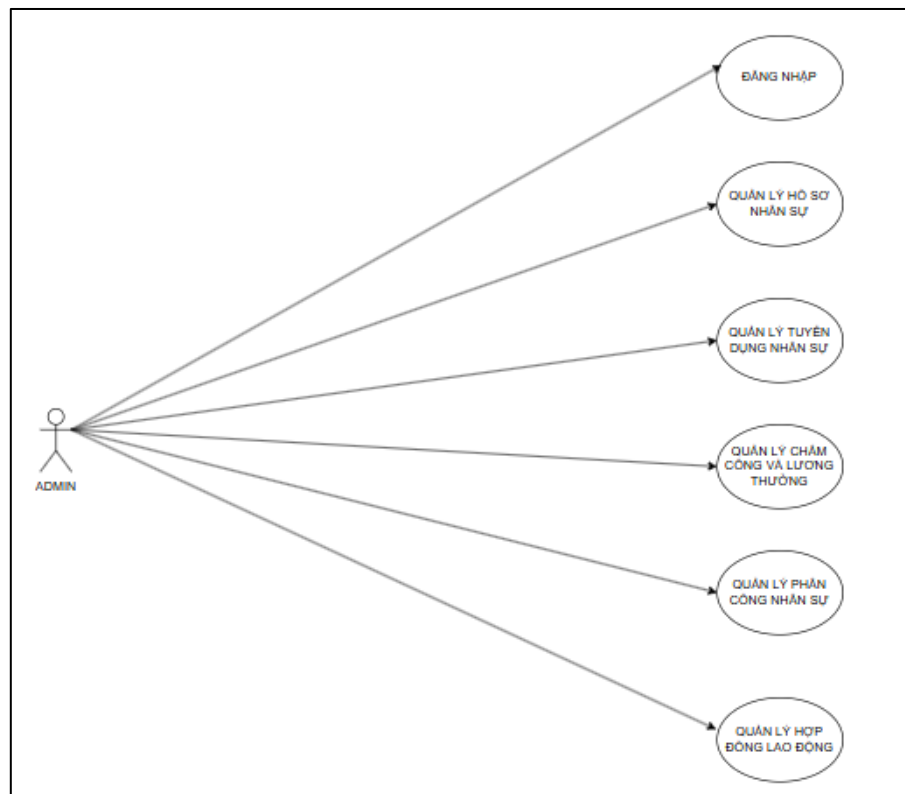 ĐĂNG NHẬP
QUẢN LÝ HỒ SƠ
NHÂN SỰ
QUẢN LÝ TUYỂN
DỤNG NHÂN SỰ
QUẢN LÝ CHẤM
CÔNG VÀ LƯƠNG
THƯỞNG
ADMIN
QUẢN LÝ PHÂN
CÔNG NHÂN SỰ
QUẢN LÝ HỢP
ĐỒNG LAO ĐỘNG